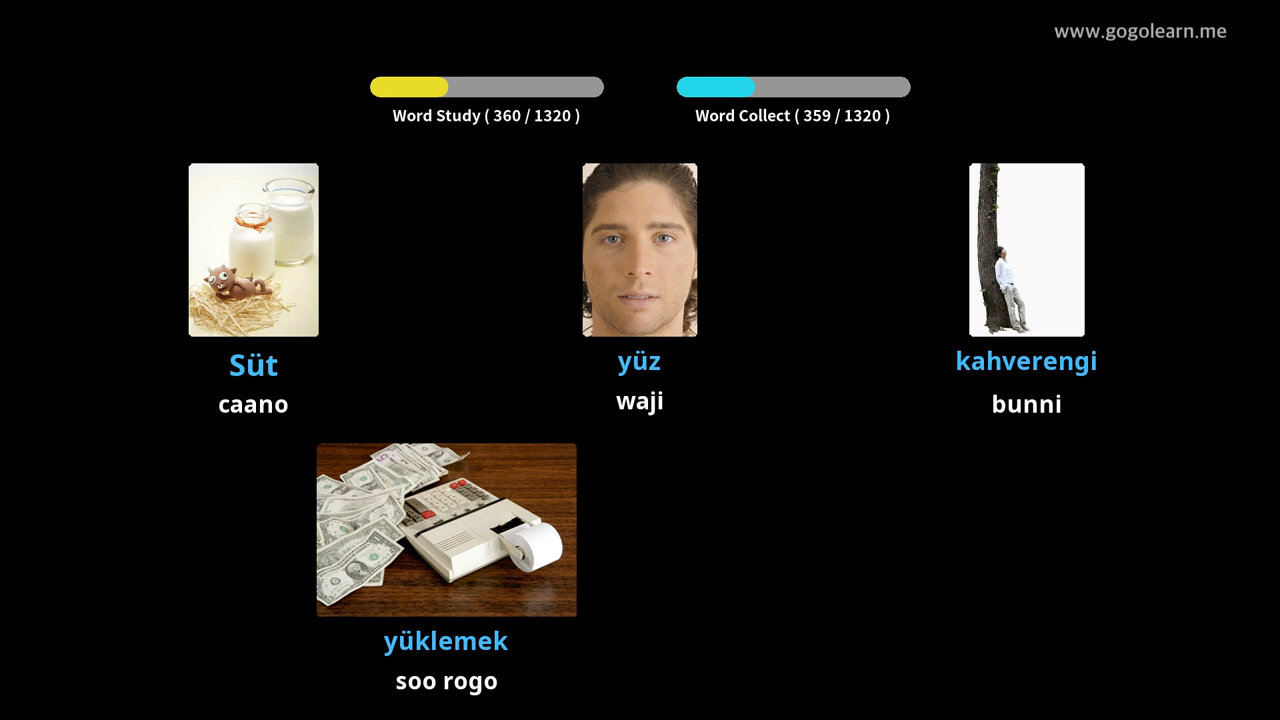 www.gogolearn.me
Word Study ( 360 / 1320 )
Word Collect ( 359 / 1320 )
Süt
caano
yüz
waji
kahverengi
bunni
yüklemek
soo rogo